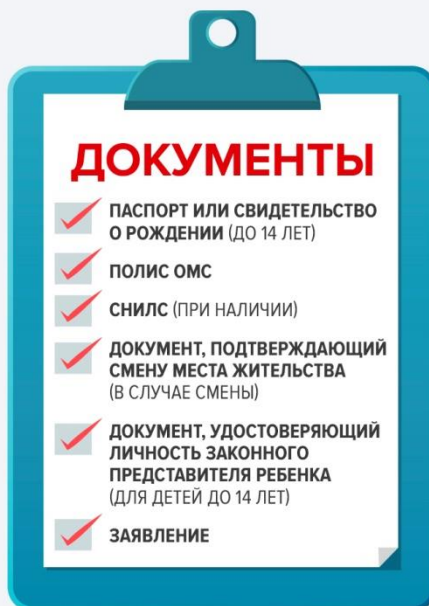 ДОКУМЕНТЫ
ПАСПОРТ ИЛИ СВИДЕТЕЛЬСТВО
О РОЖДЕНИИ (ДО 14 ЛЕТ)
ПОЛИС ОМС
СНИЛС (ПРИ НАЛИЧИИ)
ДОКУМЕНТ, ПОДТВЕРЖДАЮЩИЙ
СМЕНУ МЕСТА ЖИТЕЛЬСТВА
(В СЛУЧАЕ СМЕНЫ)
ДОКУМЕНТ, УДОСТОВЕРЯЮЩИЙ
ЛИЧНОСТЬ ЗАКОННОГО
ПРЕДСТАВИТЕЛЯ РЕБЕНКА
(ДЛЯ ДЕТЕЙ ДО 14 ЛЕТ)
ЗАЯВЛЕНИЕ